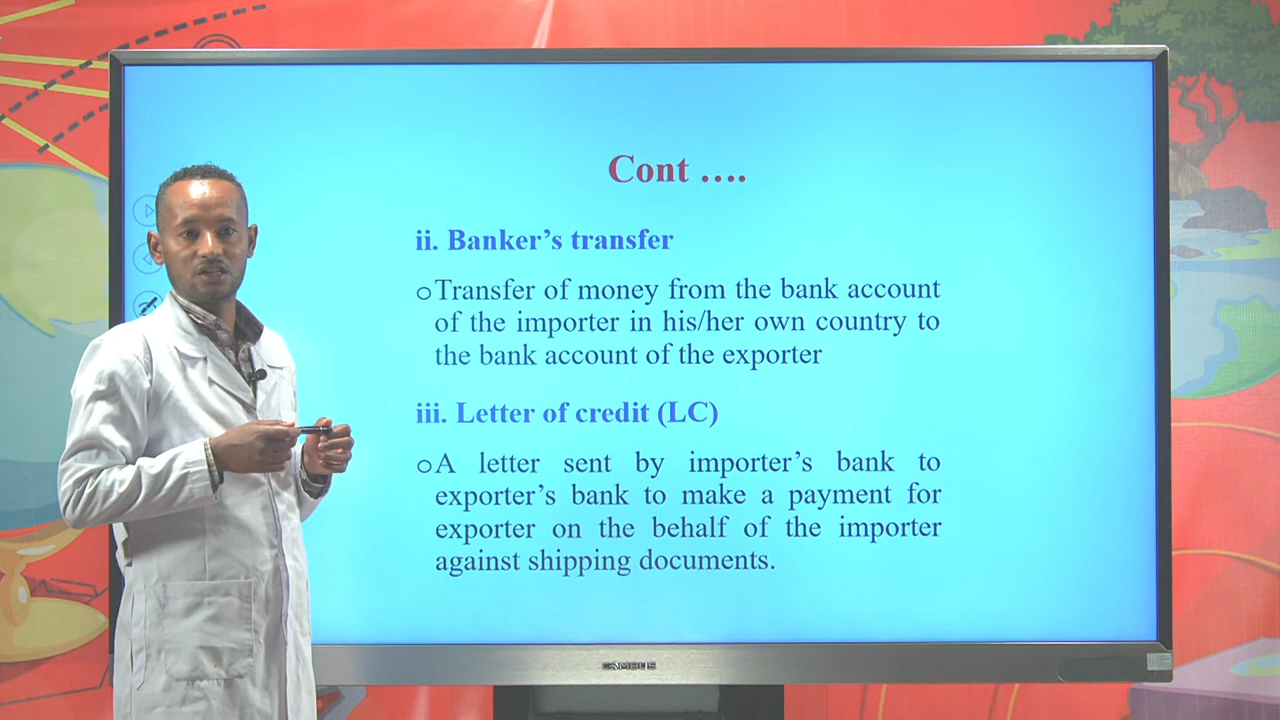 Cont ….
ii. Banker’s transfer
oTransfer of money from the bank account
of the importer in his/her own country to
the bank account of the exporter
iii. Letter of credit (LC)
oA letter sent by importer’s bank to
exporter’s bank to make a payment for
exporter on the behalf of the importer
against shipping documents.